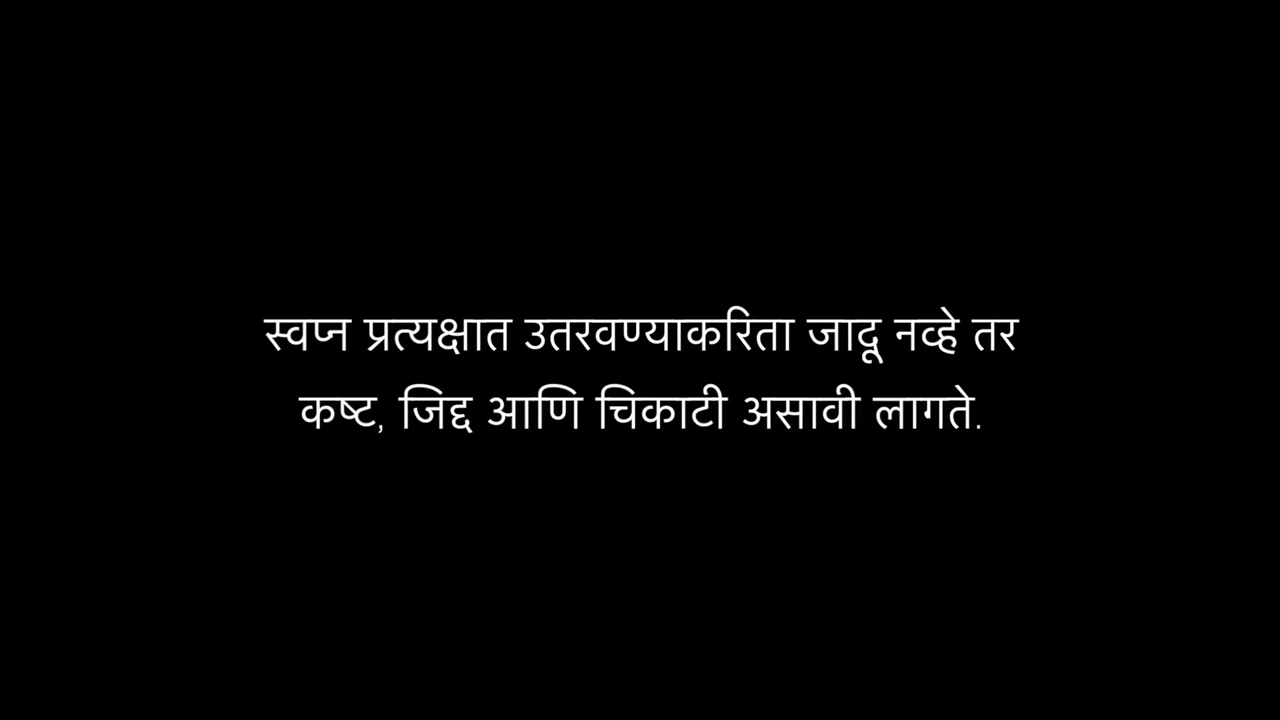 स्वप्न प्रत्यक्षात उतरवण्याकरिता जादू नव्हे तर
कष्ट, जिद्द आणि चिकाटी असावी लागते.